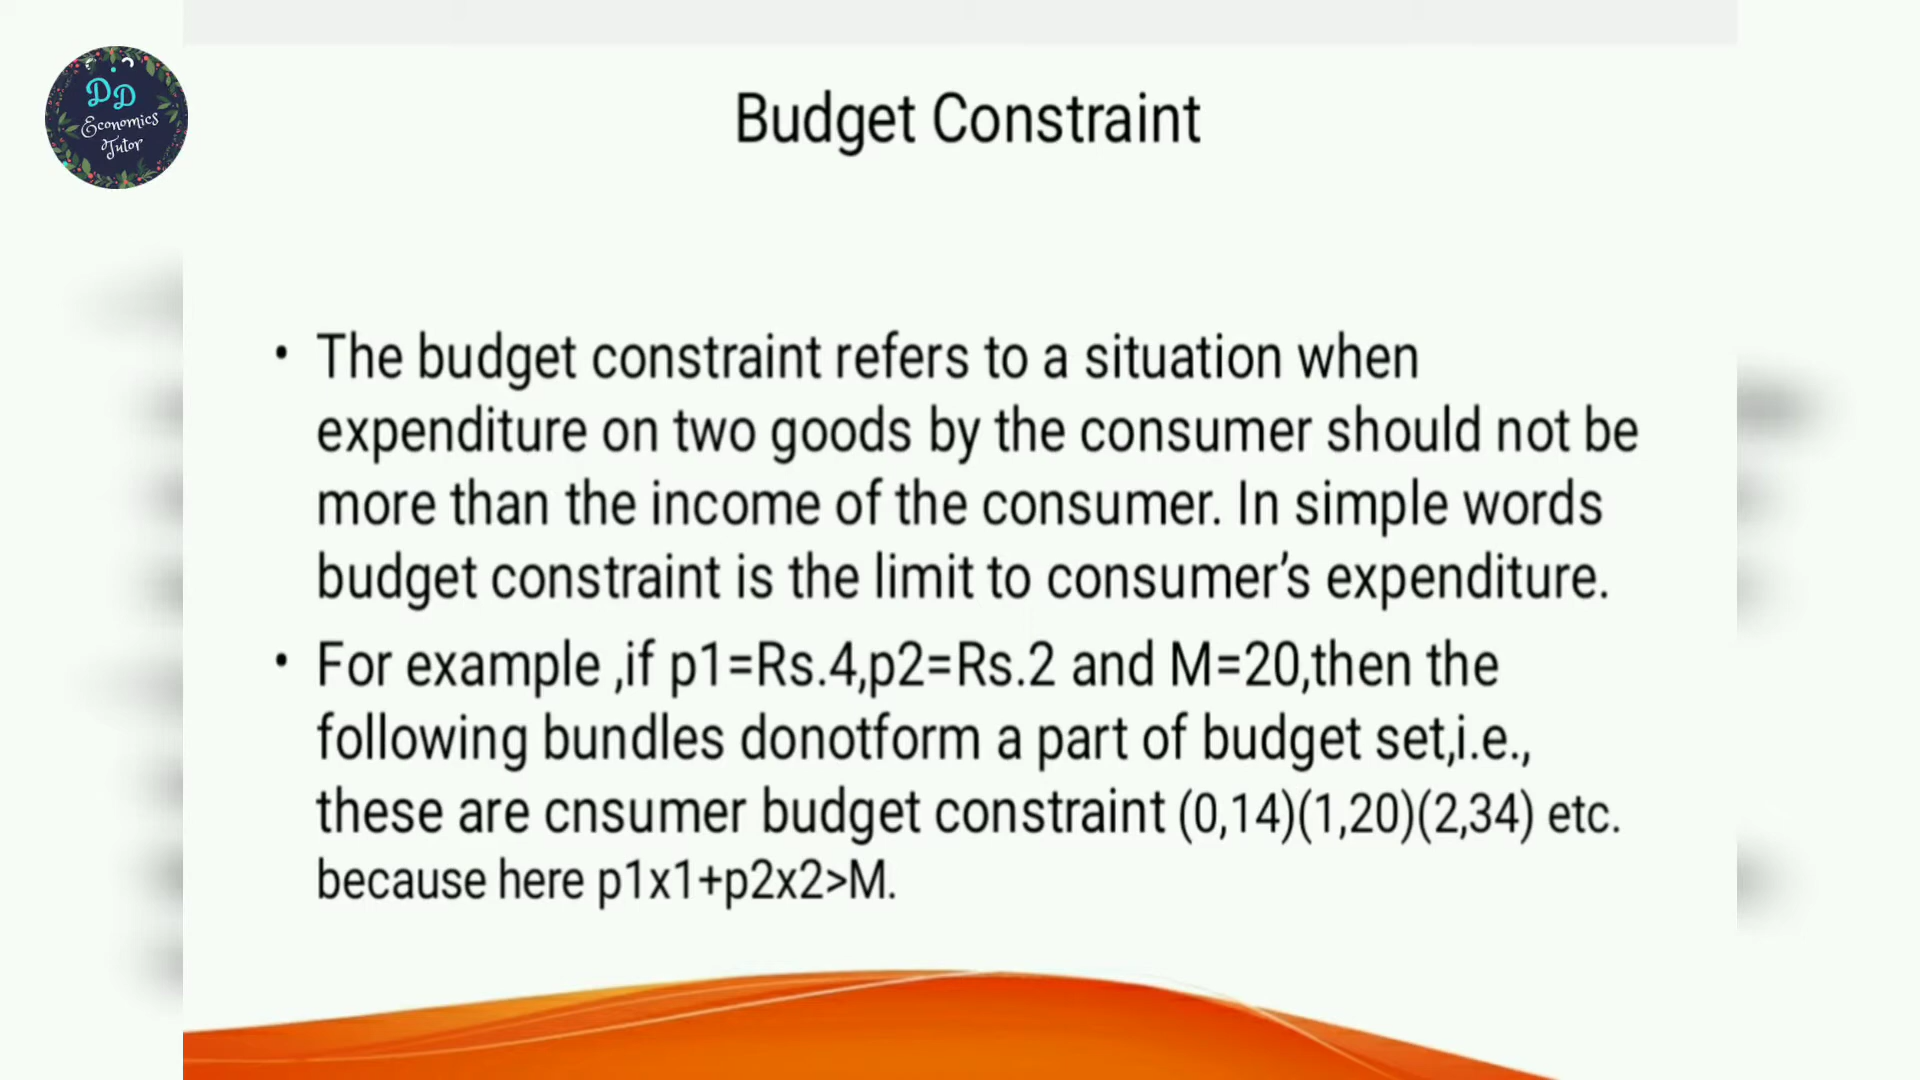 DD
Economics
Tutor
Budget Constraint
• The budget constraint refers to a situation when
expenditure on two goods by the consumer should not be
more than the income of the consumer. In simple words
budget constraint is the limit to consumer’s expenditure.
• For example ,if p1=Rs.4,p2=Rs.2 and M=20,then the
following bundles donotform a part of budget set,i.e.,
these are cnsumer budget constraint (0,14)(1,20)(2,34) etc.
because here p1x1+p2x2>M.